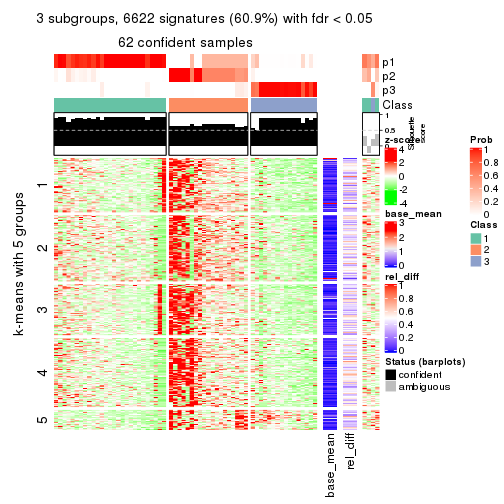 3 subgroups, 6622 signatures (60.9%) with fdr < 0.05
62 confident samples
p1
p2
p3
Class
1
0.5
0
Silhouette
score
k-means with 5 groups
1
2
3
4
5
base_mean
rel_diff
z-score
4
2
0
-2
-4
base_mean
3
2
1
0
rel_diff
1
0.8
0.6
0.4
0.2
0
Status (barplots)
confident
ambiguous
Prob
1
0.8
0.6
0.4
0.2
0
Class
1
2
3